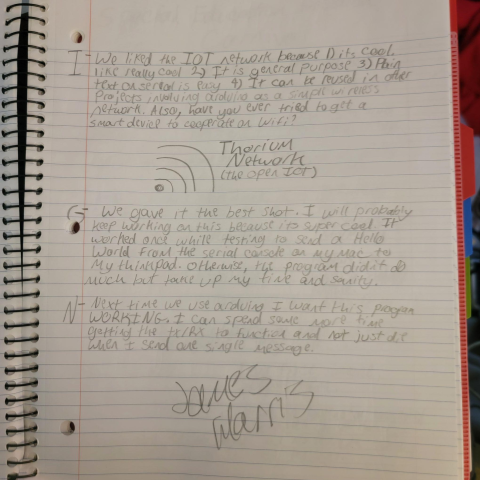 I - We liked the IOT network because 1) its cool.
like really cool 2) It is general purpose 3) Plain
text on serial is easy 4) It can be reused in other
projects involving arduino as a simple wireless
network. Also, have you ever tried to get a
smart device to cooperate on WiFi?
Thorium
Network
(the open IOT)
G - We gave it the best shot. I will probably
keep working on this because its super cool It
worked once while testing to send a Hello
World From the serial console on my Mac to
My thinkpad. Otherwise, the program didit do
much but take up my time and sanity.
N - Next time we use arduino I want this program
WORKING. I can spend some more time
getting the tx/rx to function and not just die
when I send one single message.
James
Harris